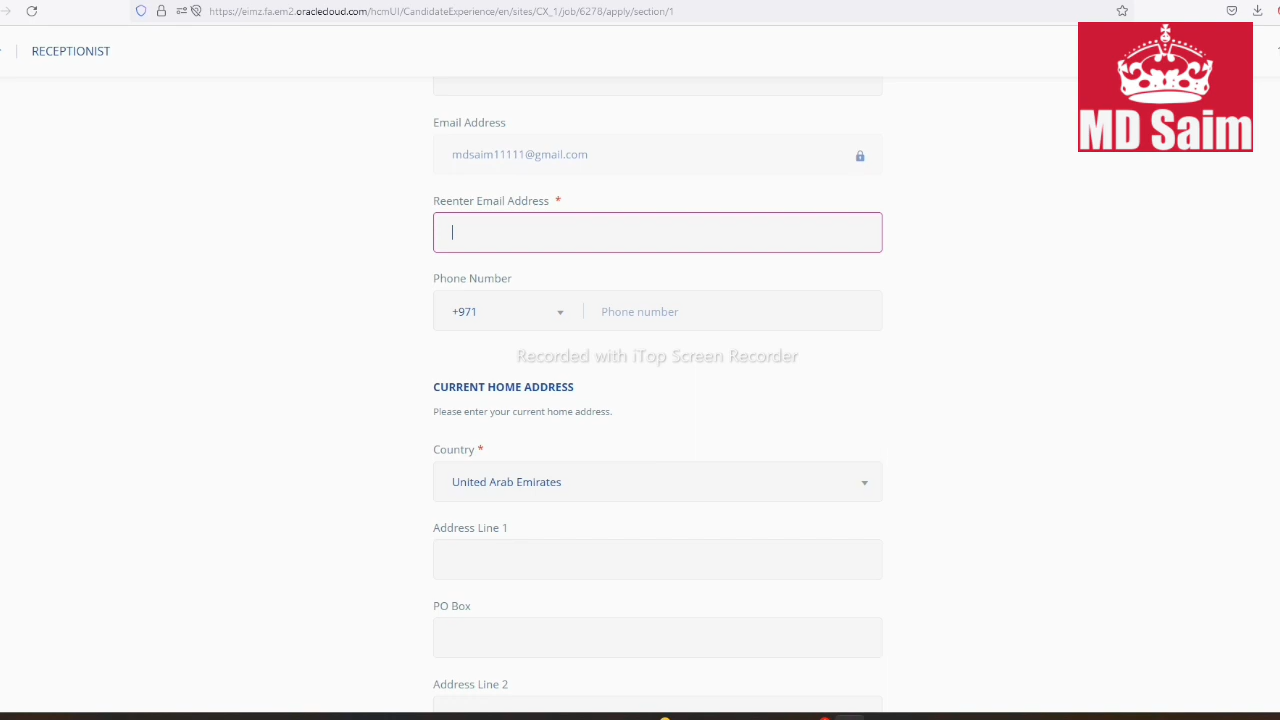 https://eimz.fa.em2.oraclecloud.com/hcmUI/CandidateExperience/en/sites/CX_1/job/6278/apply/section/1
RECEPTIONIST
MD Saim
Email Address
mdsaim11111@gmail.com
Reenter Email Address *
Phone Number
+971
Phone number
Recorded with iTop Screen Recorder
CURRENT HOME ADDRESS
Please enter your current home address.
Country *
United Arab Emirates
Address Line 1
PO Box
Address Line 2